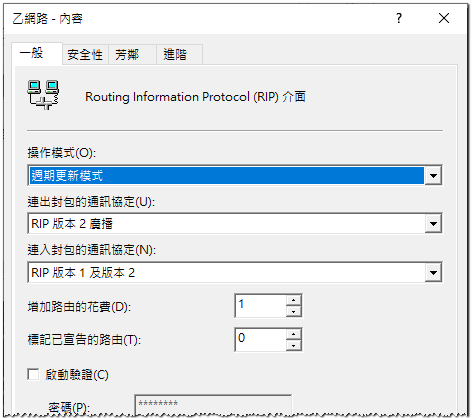 乙網路 - 內容
一般
安全性
芳鄰
進階
Routing Information Protocol (RIP) 介面
操作模式(O):
週期更新模式
連出封包的通訊協定(U):
RIP 版本 2 廣播
連入封包的通訊協定(N):
RIP 版本 1 及版本 2
增加路由的花費(D):
1
標記已宣告的路由(T):
0
啟動驗證(C)
密碼(P):
********